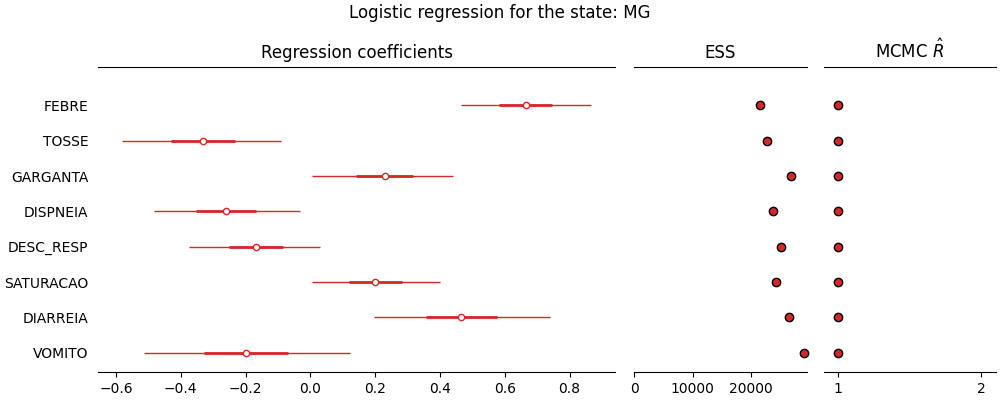 Logistic regression for the state: MG
Regression coefficients ESS MCMC R̂
FEBRE
TOSSE
GARGANTA
DISPNEIA
DESC_RESP
SATURACAO
DIARREIA
VOMITO
−0.6 −0.4 −0.2 0.0 0.2 0.4 0.6 0.8 0 10000 20000 1 2